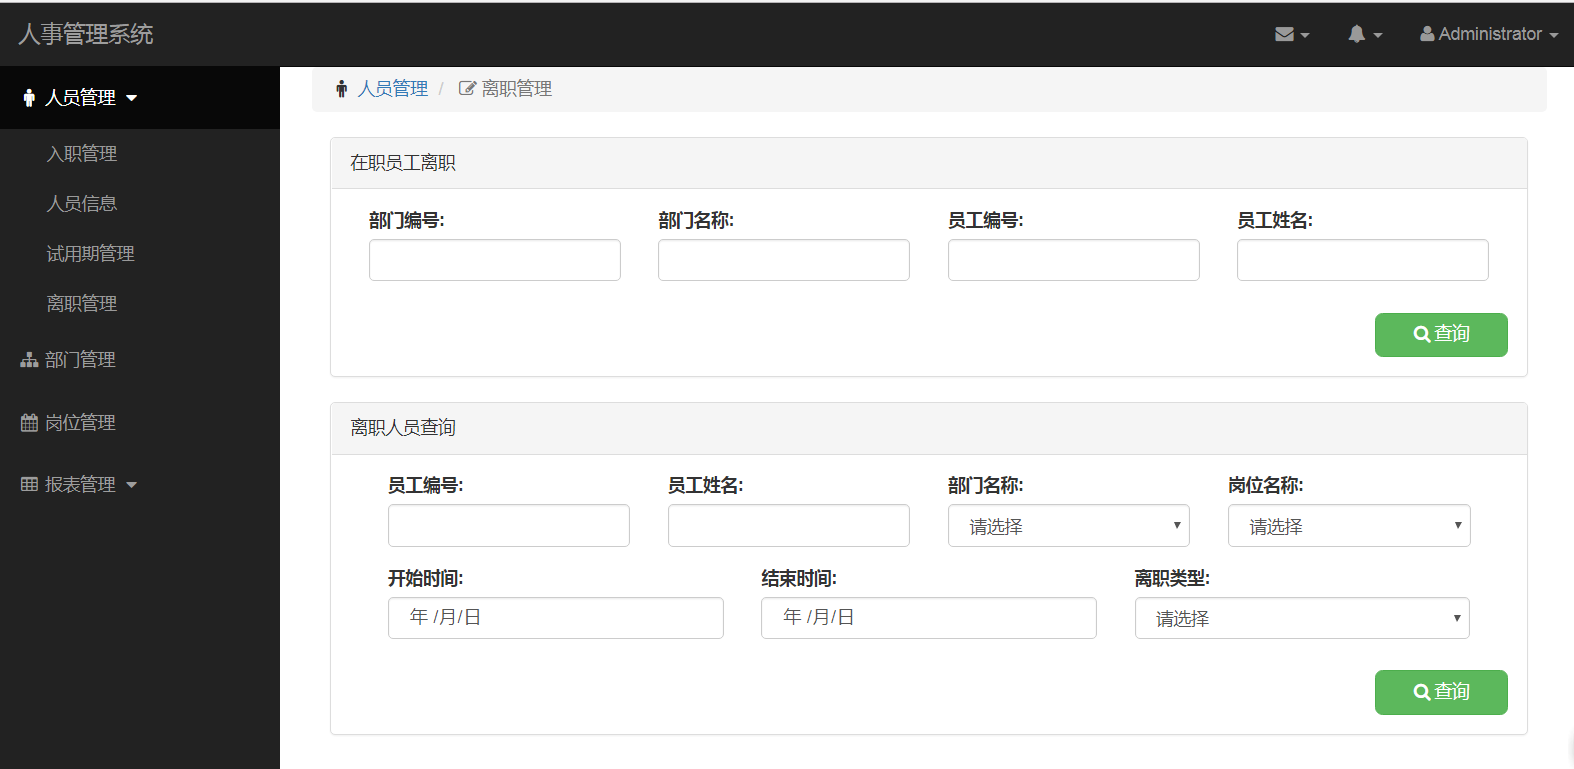 人事管理系统
Administrator
人员管理
入职管理
人员信息
试用期管理
离职管理
部门管理
岗位管理
报表管理
人员管理 / 离职管理
在职员工离职
部门编号: 部门名称: 员工编号: 员工姓名:
查询
离职人员查询
员工编号: 员工姓名: 部门名称: 岗位名称:
请选择 请选择
开始时间: 结束时间: 离职类型:
年 /月/日 年 /月/日 请选择
查询